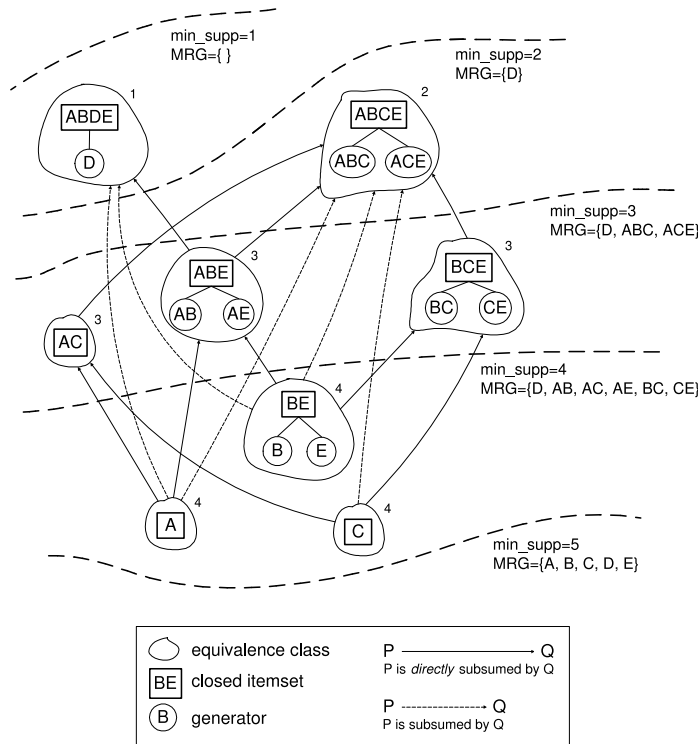 min_supp=1
MRG={ }
min_supp=2
MRG={D}
1
ABDE
D
2
ABCE
ABC
ACE
min_supp=3
MRG={D, ABC, ACE}
3
ABE
AB
AE
3
BCE
BC
CE
3
AC
min_supp=4
MRG={D, AB, AC, AE, BC, CE}
4
BE
B
E
4
A
4
C
min_supp=5
MRG={A, B, C, D, E}
equivalence class
BE closed itemset
B generator
P Q
P is directly subsumed by Q
P Q
P is subsumed by Q